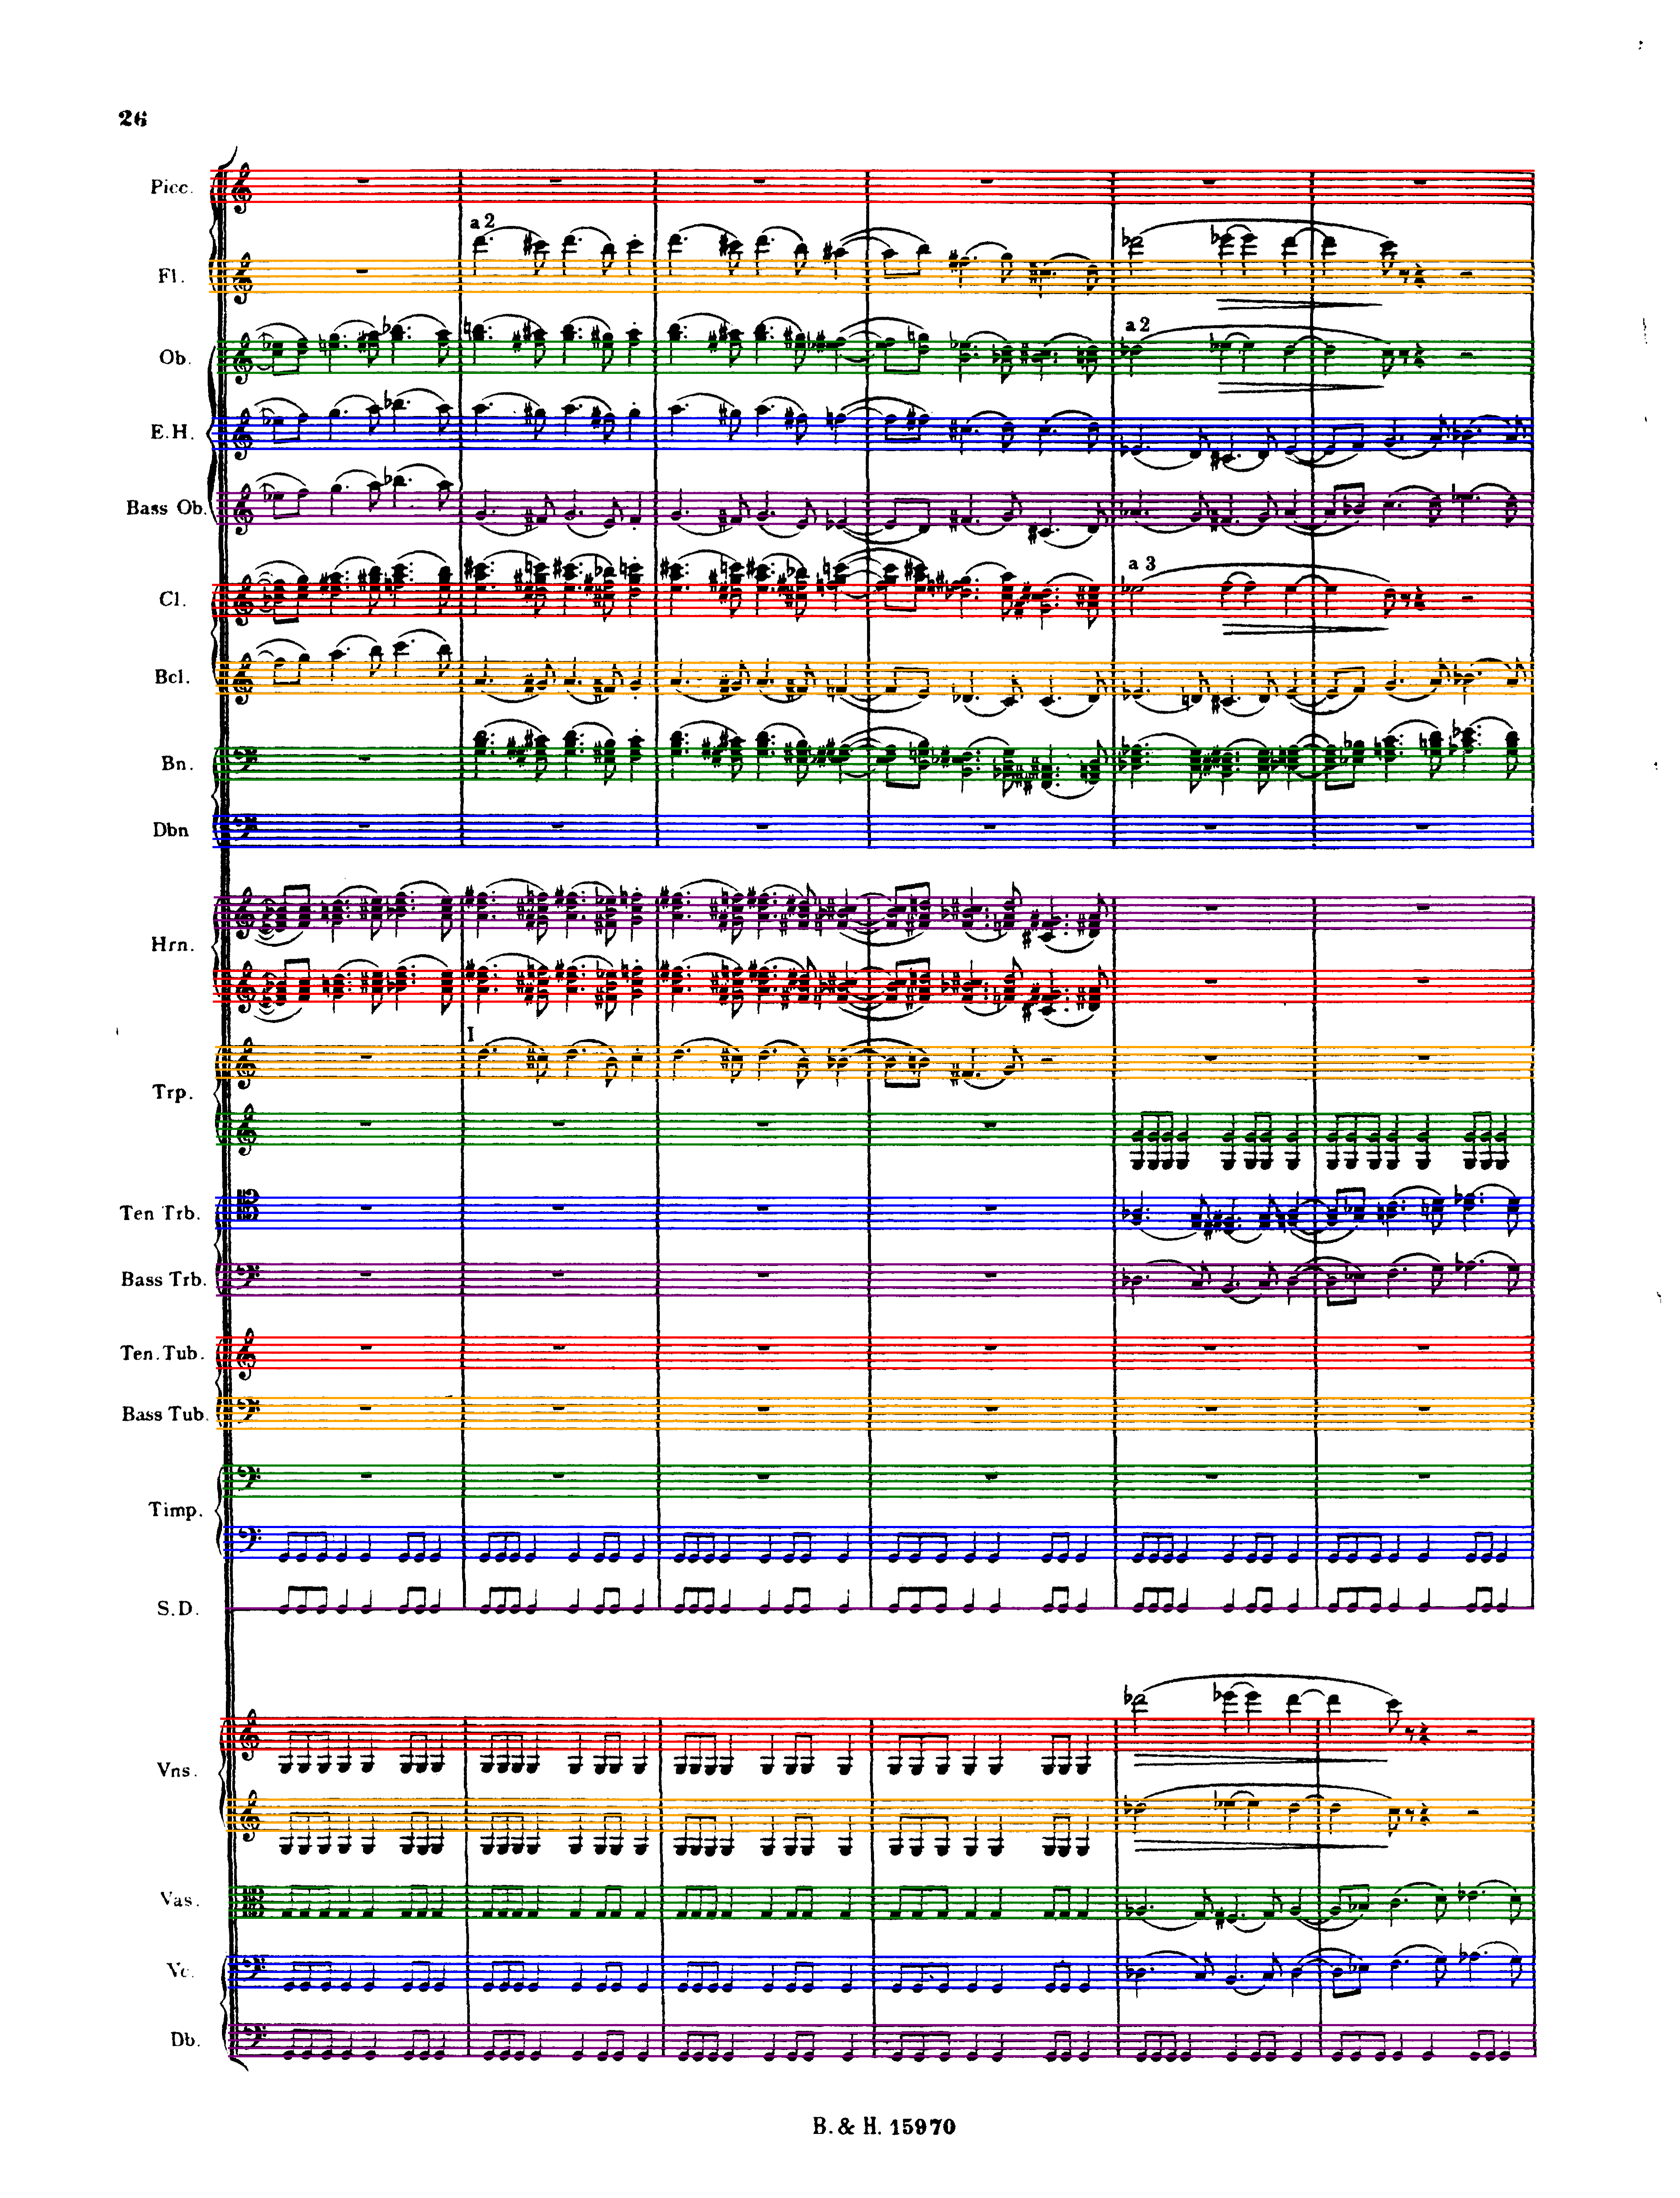 26
Picc.
a 2
Fl.
Ob.
a 2
E.H.
Bass Ob.
Cl.
a 3
Bcl.
Bn.
Dbn
Hrn.
I
Trp.
Ten Trb.
Bass Trb.
Ten. Tub.
Bass Tub.
Timp.
S.D.
Vns.
Vas.
Vc.
Db.
B. & H. 15970